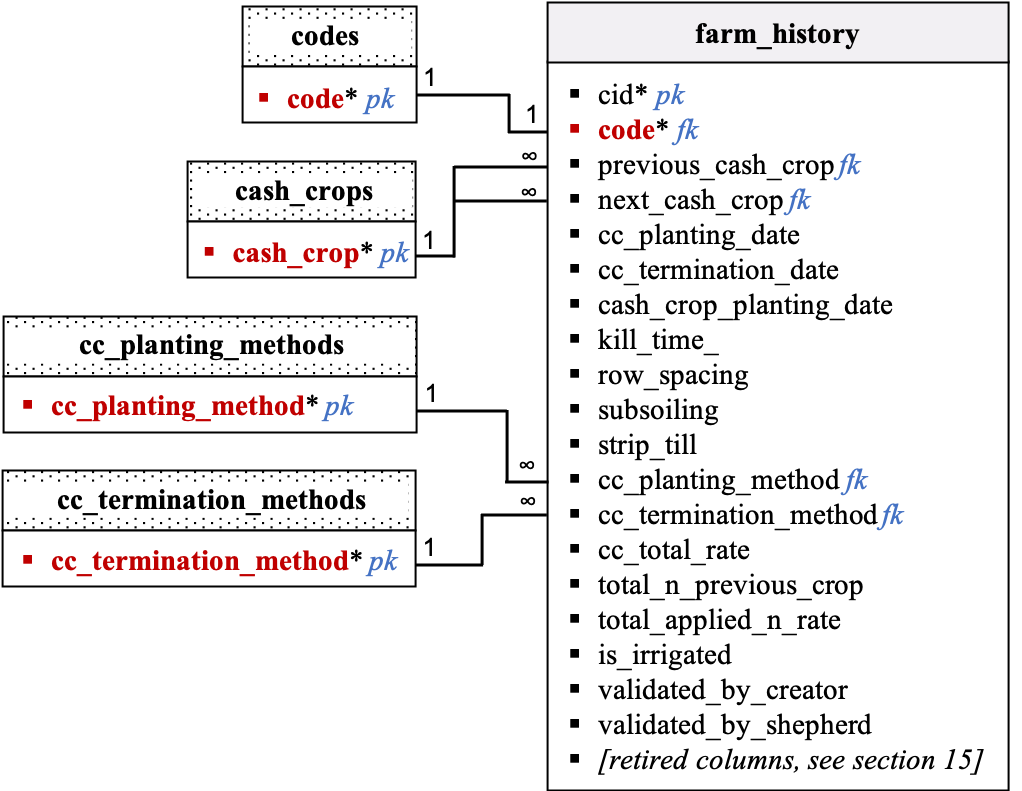 codes
▪ code* pk
1
1
cash_crops
▪ cash_crop* pk
1
∞
∞
cc_planting_methods
▪ cc_planting_method* pk
1
∞
cc_termination_methods
▪ cc_termination_method* pk
1
∞
farm_history
▪ cid* pk
▪ code* fk
▪ previous_cash_crop fk
▪ next_cash_crop fk
▪ cc_planting_date
▪ cc_termination_date
▪ cash_crop_planting_date
▪ kill_time_
▪ row_spacing
▪ subsoiling
▪ strip_till
▪ cc_planting_method fk
▪ cc_termination_method fk
▪ cc_total_rate
▪ total_n_previous_crop
▪ total_applied_n_rate
▪ is_irrigated
▪ validated_by_creator
▪ validated_by_shepherd
▪ [retired columns, see section 15]